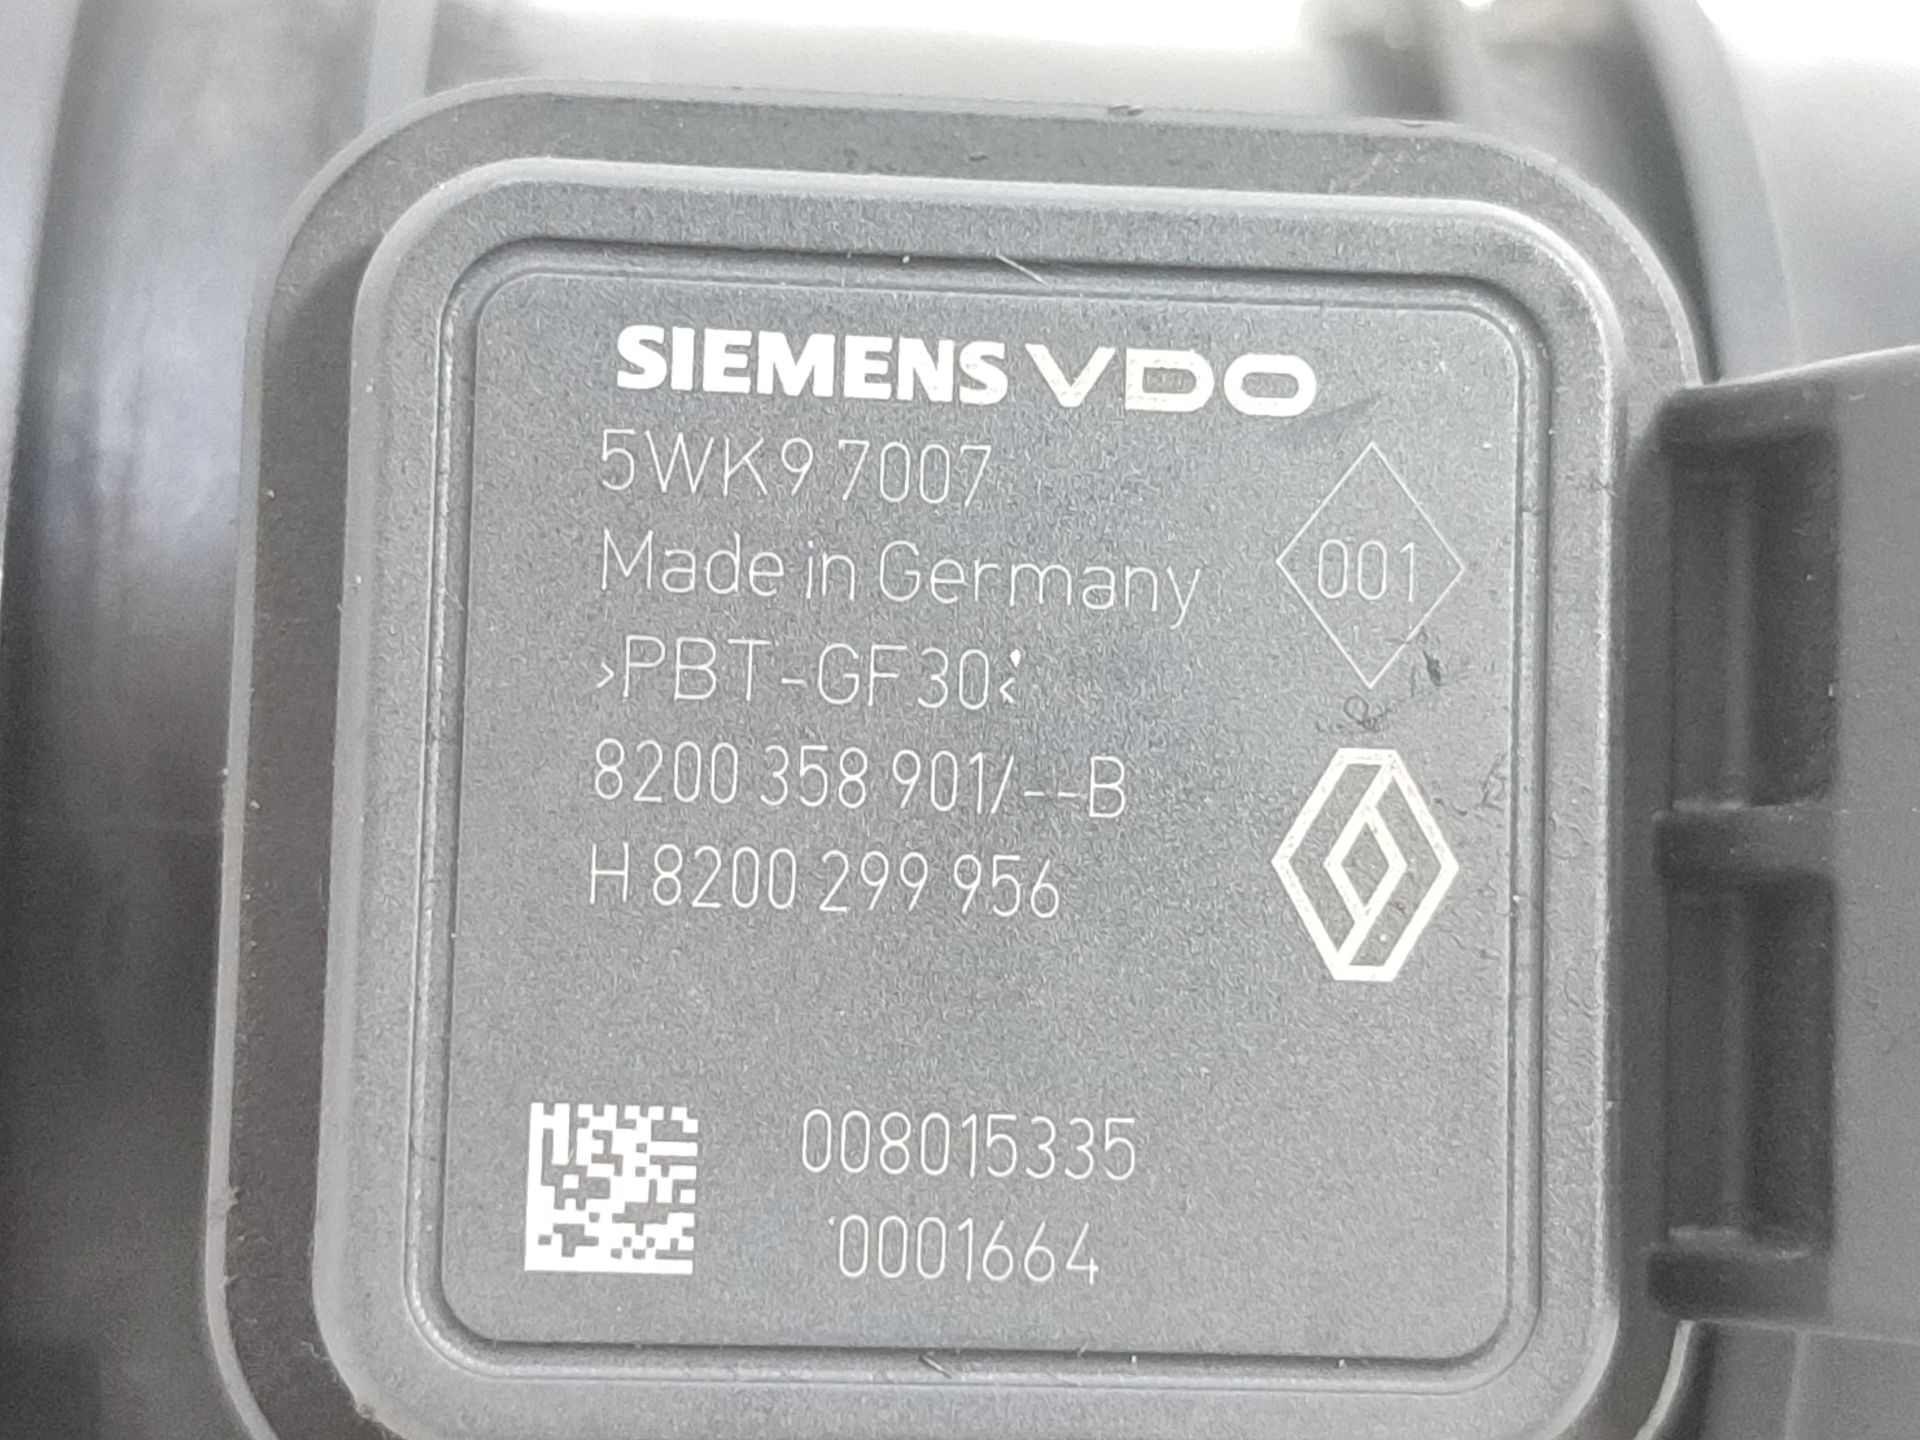 SIEMENS VDO
5WK9 7007
Made in Germany
001
>PBT-GF30<
8200 358 901/--B
H 8200 299 956
008015335
0001664